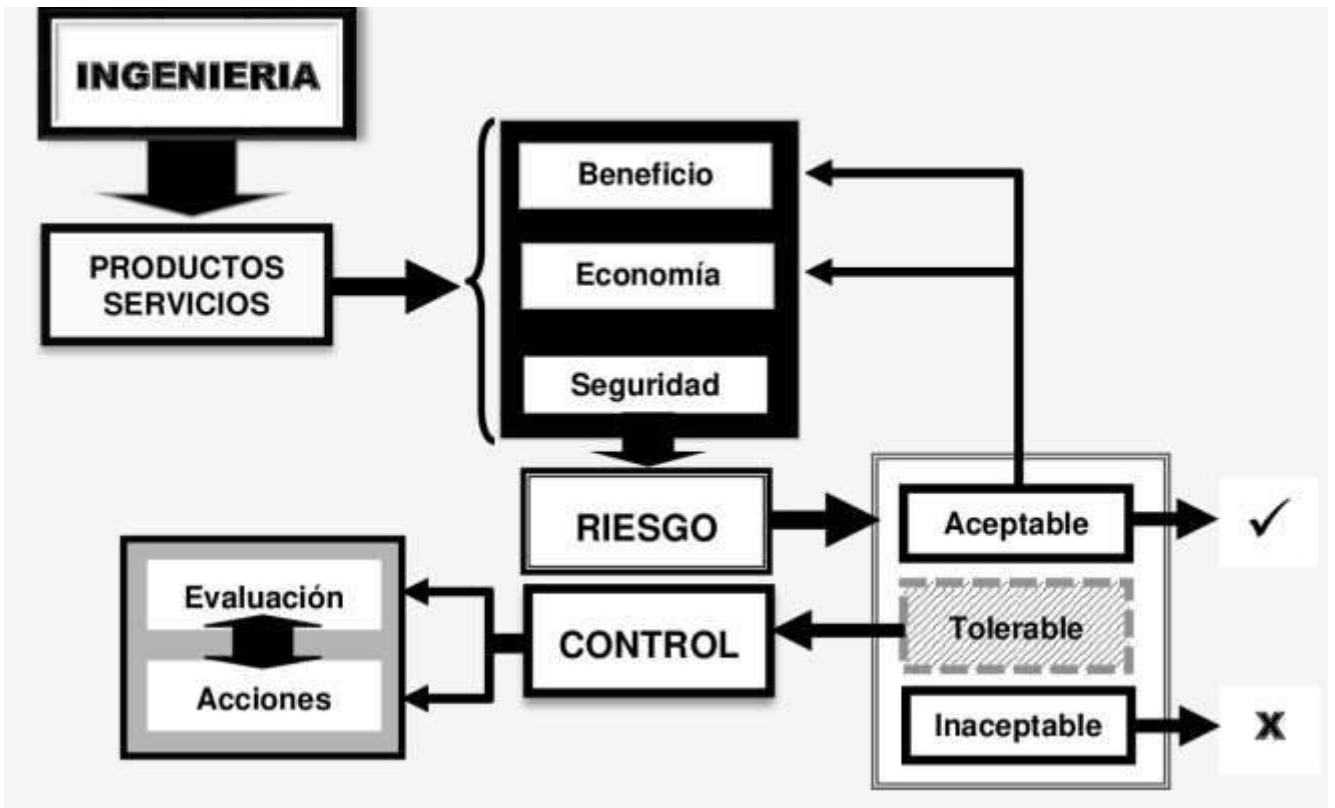 INGENIERIA
PRODUCTOS
SERVICIOS
Beneficio
Economía
Seguridad
RIESGO
Aceptable
Tolerable
Inaceptable
CONTROL
Evaluación
Acciones
✓
X